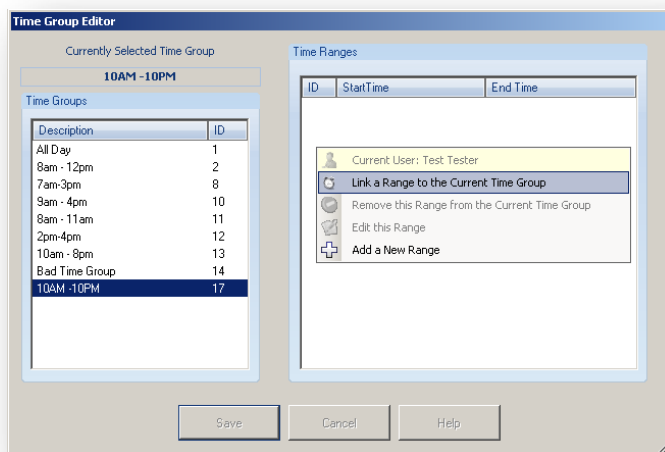 Time Group Editor
Currently Selected Time Group
10AM -10PM
Time Groups
Description ID
All Day 1
8am - 12pm 2
7am-3pm 8
9am - 4pm 10
8am - 11am 11
2pm-4pm 12
10am - 8pm 13
Bad Time Group 14
10AM -10PM 17
Time Ranges
ID StartTime End Time
Current User: Test Tester
Link a Range to the Current Time Group
Remove this Range from the Current Time Group
Edit this Range
Add a New Range
Save Cancel Help